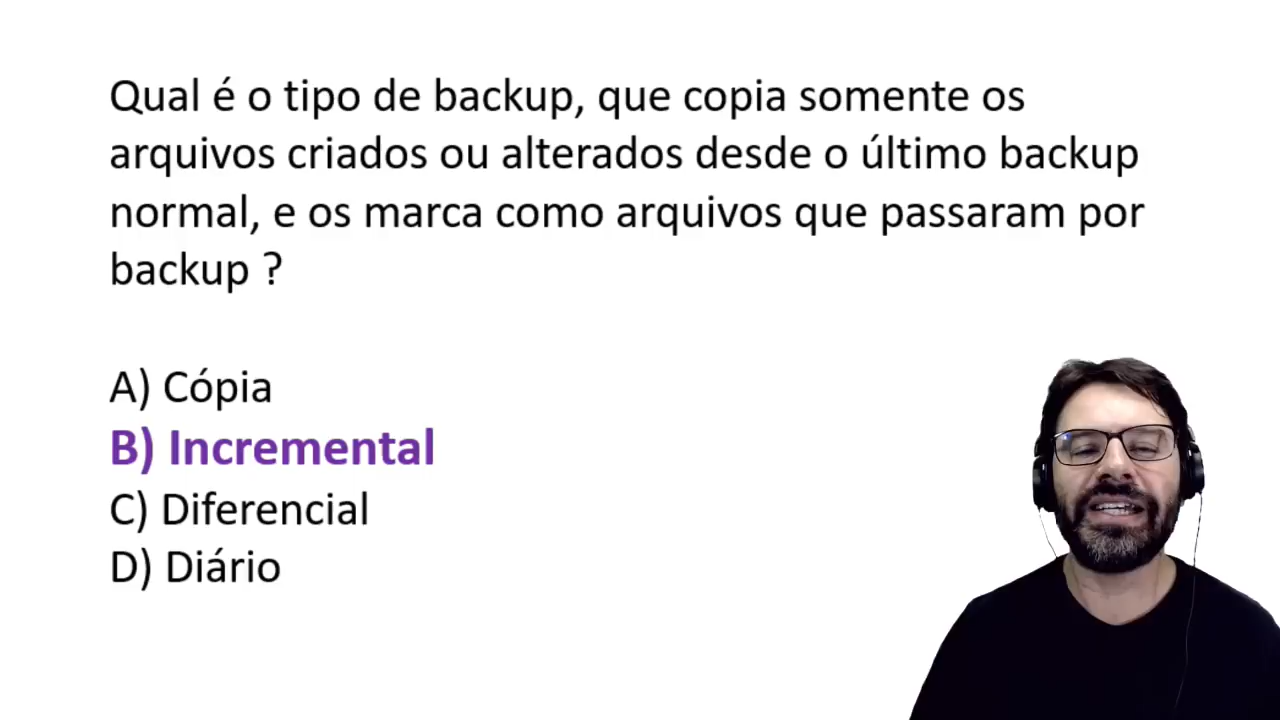 Qual é o tipo de backup, que copia somente os
arquivos criados ou alterados desde o último backup
normal, e os marca como arquivos que passaram por
backup ?
A) Cópia
B) Incremental
C) Diferencial
D) Diário